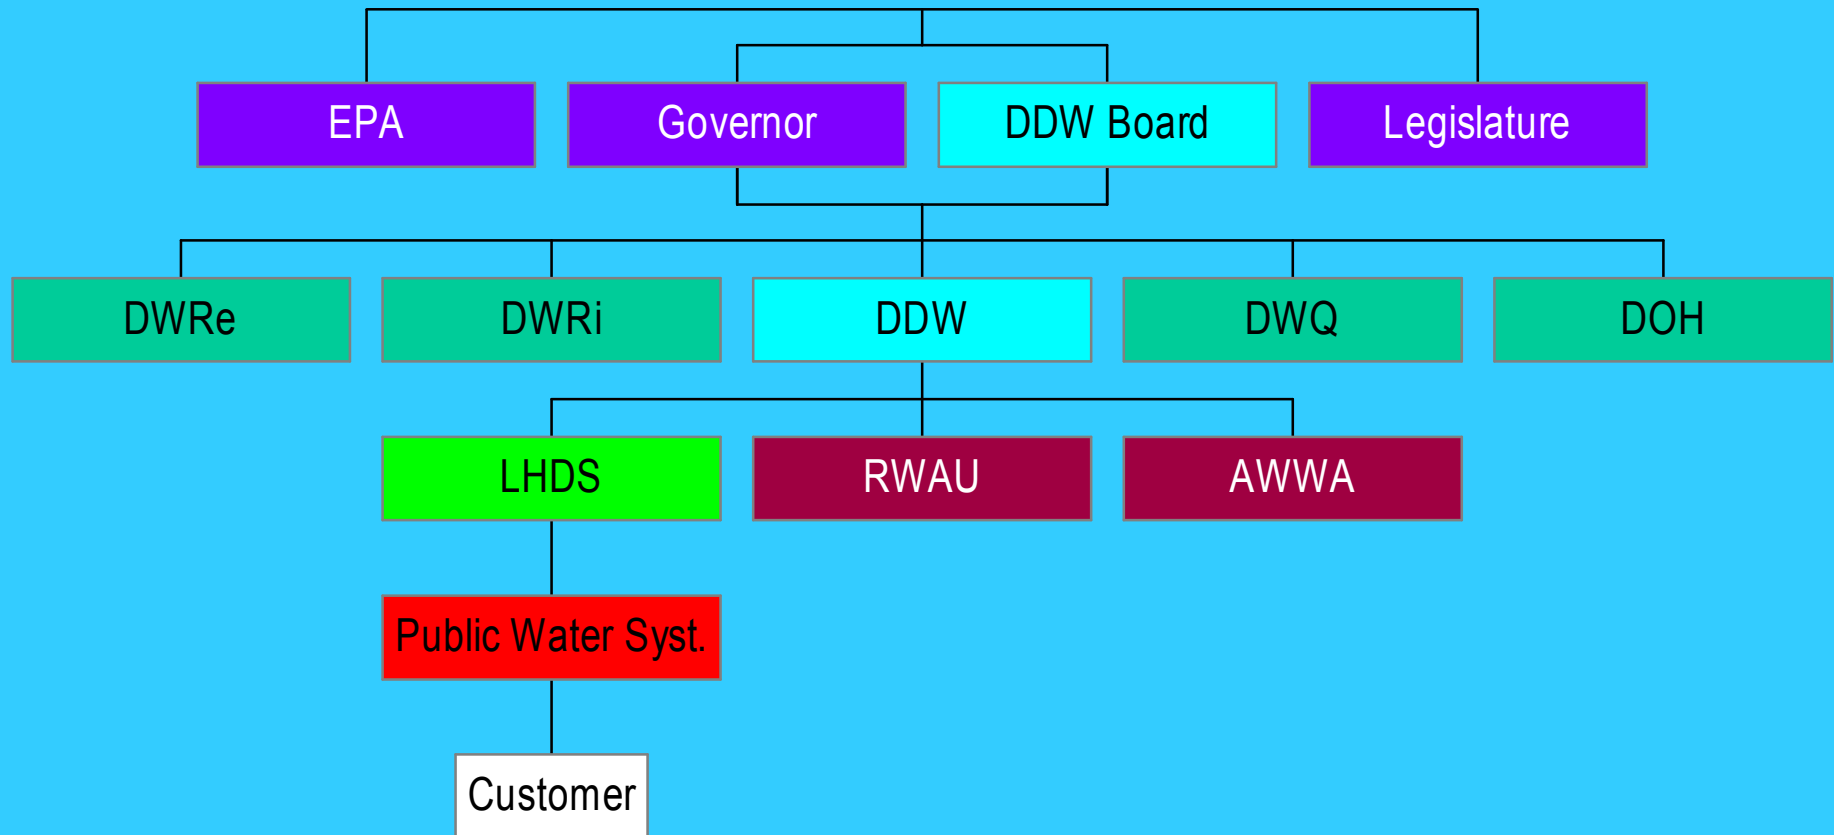 EPA
Governor
DDW Board
Legislature
DWRe
DWRi
DDW
DWQ
DOH
LHDS
RWAU
AWWA
Public Water Syst.
Customer